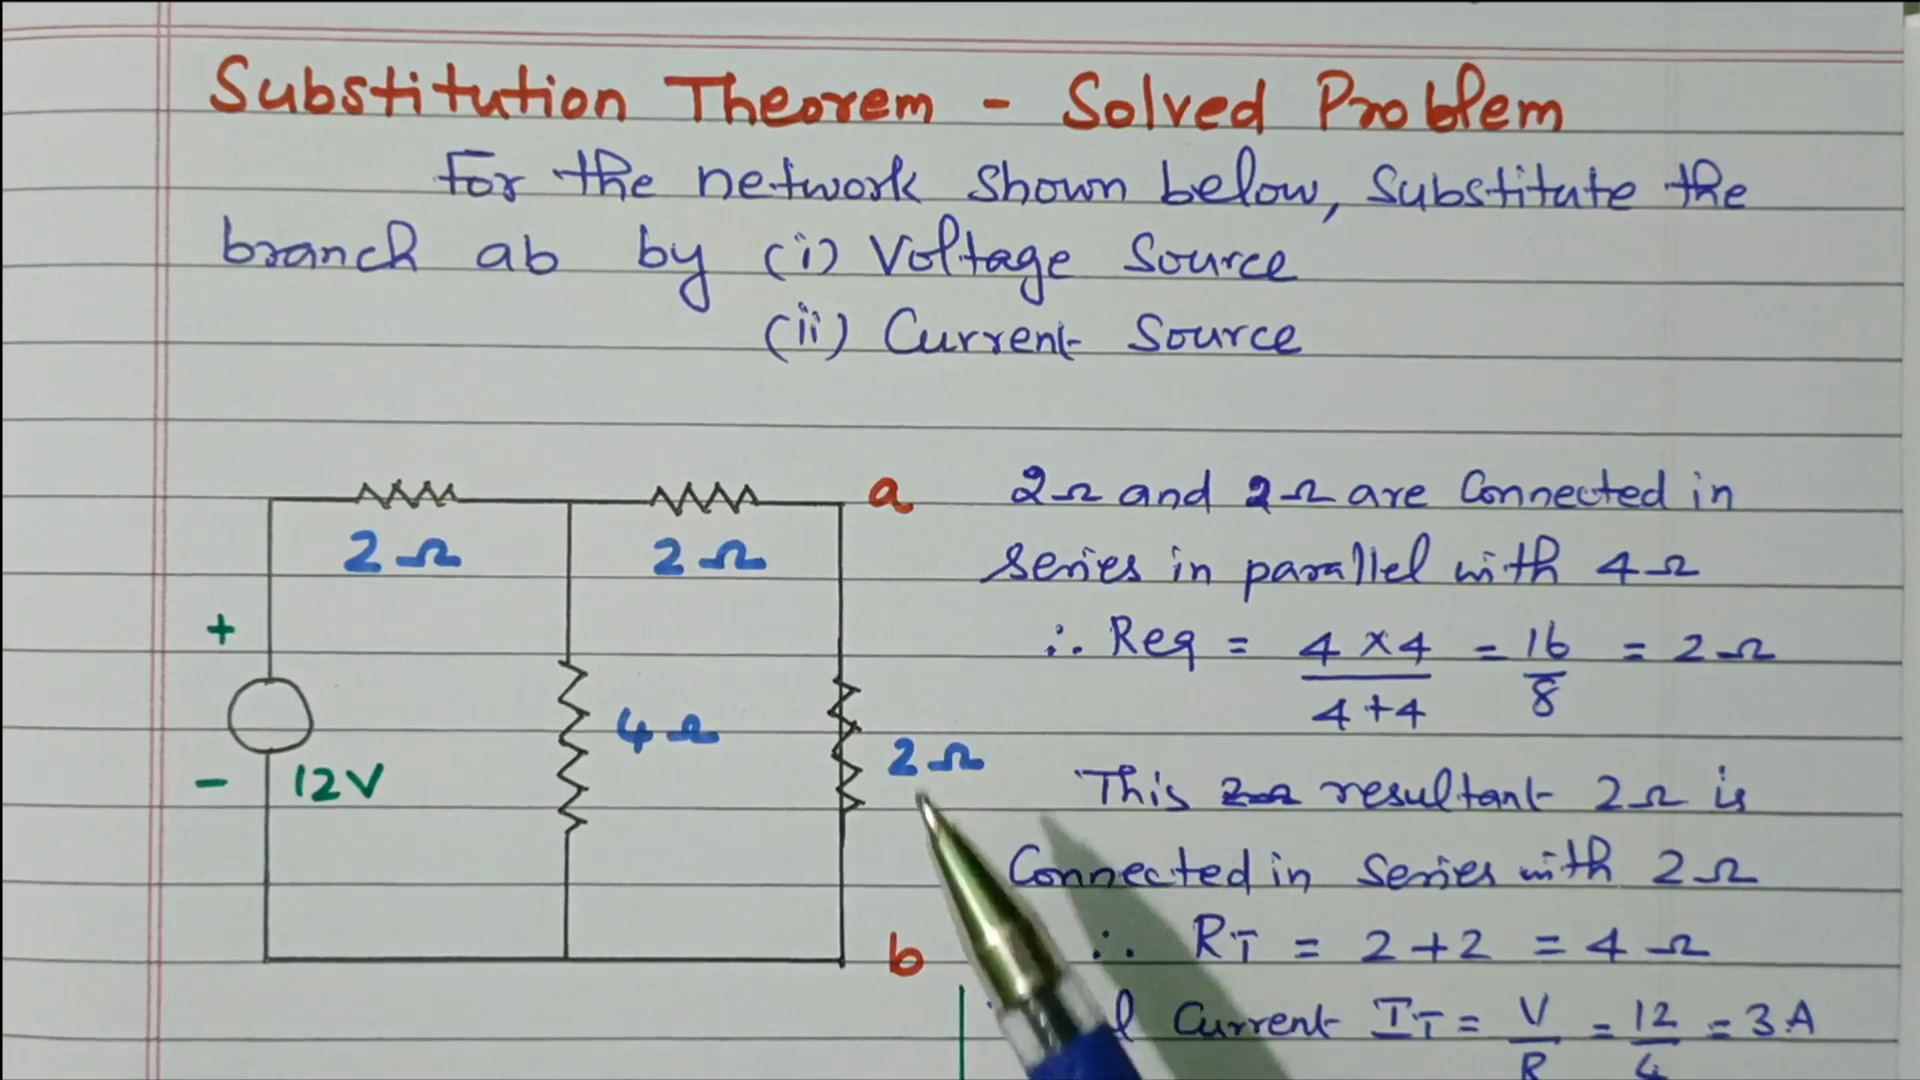 Substitution Theorem - Solved Problem
For the network shown below, Substitute the
branch ab by (i) Voltage Source
(ii) Current Source
a
2Ω
2Ω
+
4Ω
2Ω
- 12V
b
2Ω and 2Ω are Connected in
series in parallel with 4Ω
∴ Req = 4×4/4+4 = 16/8 = 2Ω
This resultant 2Ω is
Connected in Series with 2Ω
∴ RT = 2+2 = 4Ω
Current IT = V/R = 12/4 = 3A